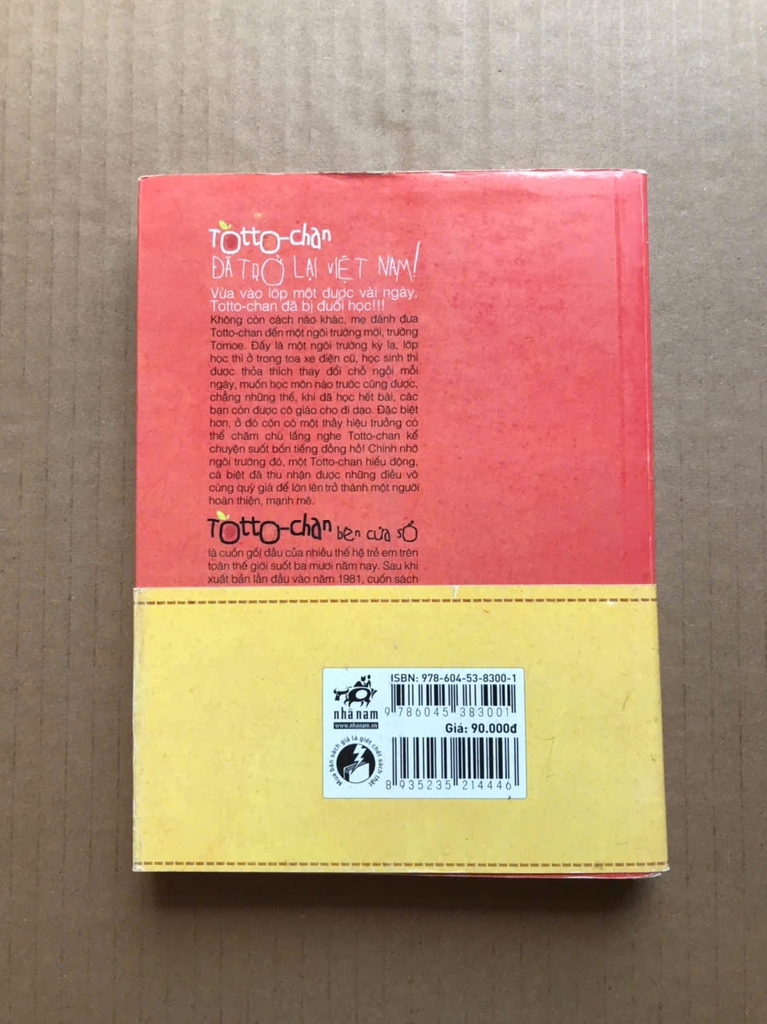 Totto-chan
ĐÃ TRỞ LẠI VIỆT NAM!
Vừa vào lớp một được vài ngày,
Totto-chan đã bị đuổi học!!!
Không còn cách nào khác, mẹ đành đưa
Totto-chan đến một ngôi trường mới, trường
Tomoe. Đấy là một ngôi trường kỳ lạ, lớp
học thì ở trong toa xe điện cũ, học sinh thì
được thỏa thích thay đổi chỗ ngồi mỗi
ngày, muốn học môn nào trước cũng được,
chẳng những thế, khi đã học hết bài, các
bạn còn được cô giáo cho đi dạo. Đặc biệt
hơn, ở đó còn có một thầy hiệu trưởng có
thể chăm chú lắng nghe Totto-chan kể
chuyện suốt bốn tiếng đồng hồ! Chính nhờ
ngôi trường đó, một Totto-chan hiếu động,
cá biệt đã thu nhận được những điều vô
cùng quý giá để lớn lên trở thành một người
hoàn thiện, mạnh mẽ.
Totto-chan bên cửa sổ
là cuốn gối đầu của nhiều thế hệ trẻ em trên
toàn thế giới suốt ba mươi năm nay. Sau khi
xuất bản lần đầu vào năm 1981, cuốn sách
nhã nam
www.nhanam.vn
Mua bán sách giả là giết chết sách thật
ISBN: 978-604-53-8300-1
9 786045 383001
Giá: 90.000đ
8 935235 214446